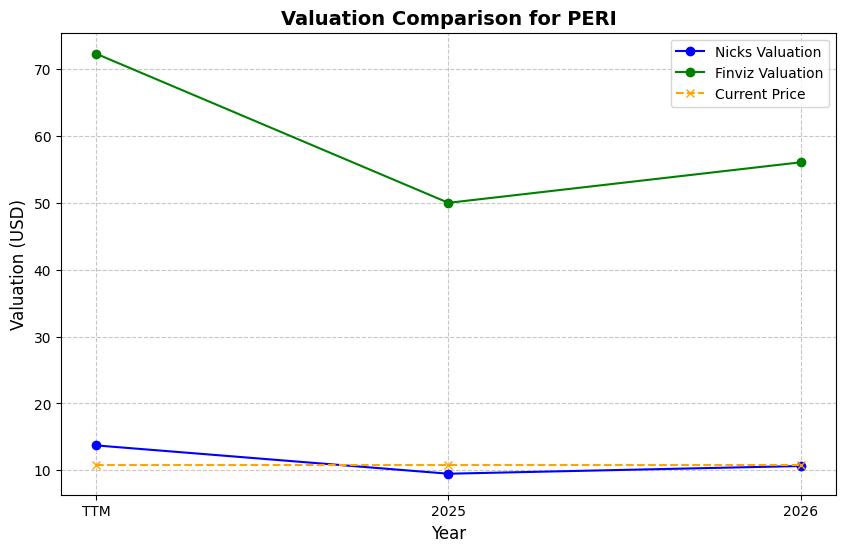 Valuation Comparison for PERI
Nicks Valuation
Finviz Valuation
Current Price
Valuation (USD)
70
60
50
40
30
20
10
TTM 2025 2026
Year